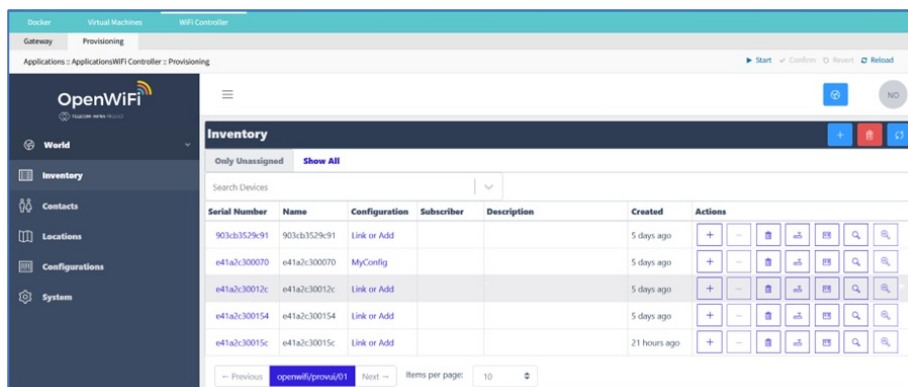 Docker Virtual Machines WiFi Controller
Gateway Provisioning
Applications :: ApplicationsWiFi Controller :: Provisioning Start Confirm Revert Reload
OpenWiFi
TELECOM INFRA PROJECT
NO
World
Inventory
Contacts
Locations
Configurations
System
Inventory
Only Unassigned Show All
Search Devices
Serial Number Name Configuration Subscriber Description Created Actions
903cb3529c91 903cb3529c91 Link or Add 5 days ago
e41a2c300070 e41a2c300070 MyConfig 5 days ago
e41a2c30012c e41a2c30012c Link or Add 5 days ago
e41a2c300154 e41a2c300154 Link or Add 5 days ago
e41a2c30015c e41a2c30015c Link or Add 21 hours ago
← Previous openwifi/provui/01 Next → Items per page: 10